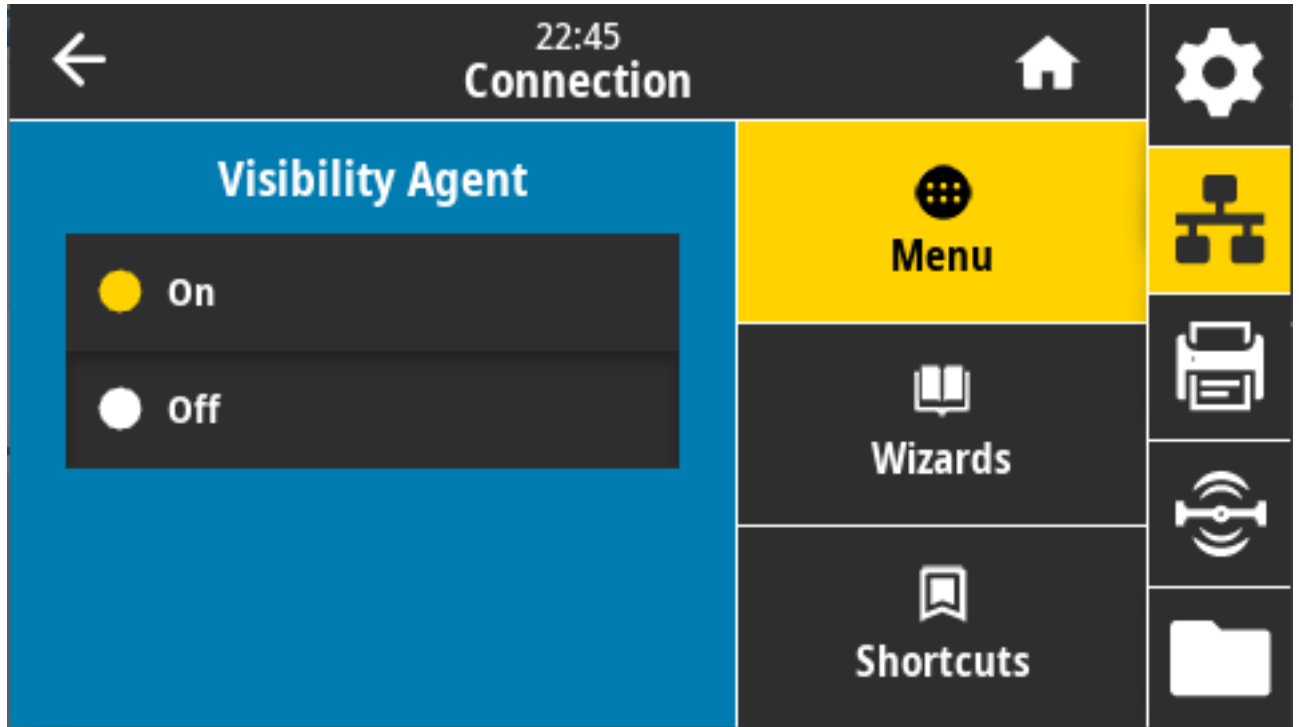 22:45
Connection
Visibility Agent
On
Off
Menu
Wizards
Shortcuts